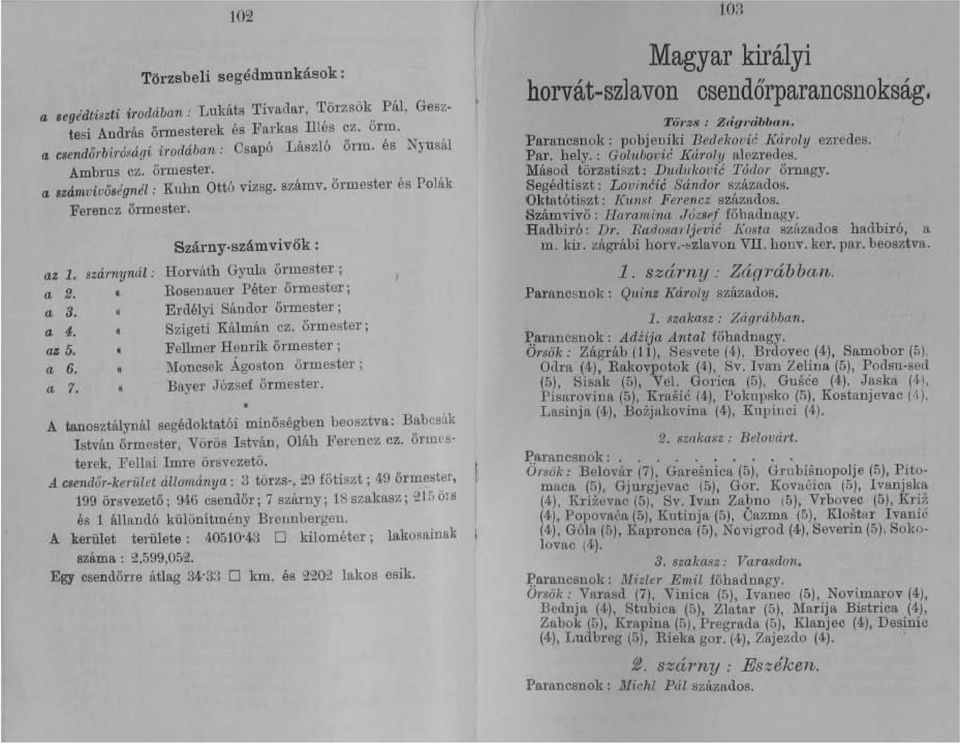 102
Törzsbeli segédmunkások:
a segédtiszti irodában: Lukáts Tivadar, Törzsök Pál, Gesz-
tesi András őrmesterek és Farkas Illés cz. őrm.
a csendőrbirósági irodában: Csapó László őrm. és Nyusál
Ambrus cz. őrmester.
a számvivőségnél: Kuhn Ottó vizsg. számv. őrmester és Polák
Ferencz őrmester.
Szárny-számvivők:
az 1. szárnynál: Horváth Gyula őrmester;
a 2. « Rosenauer Péter őrmester;
a 3. « Erdélyi Sándor őrmester;
a 4. « Szigeti Kálmán cz. őrmester;
az 5. « Fellmer Henrik őrmester;
a 6. « Moncsek Ágoston őrmester;
a 7. « Bayer József őrmester.
*
A tanosztálynál segédoktatói minőségben beosztva: Babcsák
István őrmester, Vörös István, Oláh Ferencz cz. őrmes-
terek, Fellai Imre örsvezető.
A csendőr-kerület állománya: 3 törzs-, 29 főtiszt; 49 őrmester,
199 örsvezető; 946 csendőr; 7 szárny; 18 szakasz; 215 örs
és 1 állandó különítmény Brennbergen.
A kerület területe: 40510·43 □ kilométer; lakosainak
száma: 2,599,052.
Egy csendőrre átlag 34·33 □ km. és 2202 lakos esik.
103
Magyar királyi
horvát-szlavon csendőrparancsnokság.
Törzs: Zágrábban.
Parancsnok: pobjeniki Bedeković Károly ezredes.
Par. hely.: Golubović Károly alezredes.
Másod törzstiszt: Duduković Tódor őrnagy.
Segédtiszt: Lovinčić Sándor százados.
Oktatótiszt: Kunst Ferencz százados.
Számvivő: Haramina József főhadnagy.
Hadbiró: Dr. Radosavljević Kosta százados hadbiró, a
m. kir. zágrábi horv.-szlavon VII. honv. ker. par. beosztva.
1. szárny: Zágrábban.
Parancsnok: Quinz Károly százados.
1. szakasz: Zágrábban.
Parancsnok: Adžija Antal főhadnagy.
Örsök: Zágráb (11), Sesvete (4), Brdovec (4), Samobor (5),
Odra (4), Rakovpotok (4), Sv. Ivan Zelina (5), Podsu-sed
(5), Sisak (5), Vel. Gorica (5), Gušće (4), Jaska (4),
Pisarovina (5), Krašić (4), Pokupsko (5), Kostanjevac (4),
Lasinja (4), Božjakovina (4), Kupinci (4).
2. szakasz: Belovárt.
Parancsnok: . . . . . . . . . . .
Örsök: Belovár (7), Garešnica (5), Grubišnopolje (5), Pito-
maca (5), Gjurgjevac (5), Gor. Kovačica (5), Ivanjska
(4), Križevac (5), Sv. Ivan Zabno (5), Vrbovec (5), Križ
(4), Popovača (5), Kutinja (5), Čazma (5), Kloštar Ivanić
(4), Góla (5), Kapronca (5), Novigrod (4), Severin (5), Soko-
lovac (4).
3. szakasz: Varasdon.
Parancsnok: Mizler Emil főhadnagy.
Örsök: Varasd (7), Vinica (5), Ivanec (5), Novimarov (4),
Bednja (4), Stubica (5), Zlatar (5), Marija Bistrica (4),
Zabok (5), Krapina (5), Pregrada (5), Klanjec (4), Desinic
(4), Ludbreg (5), Rieka gor. (4), Zajezdo (4).
2. szárny: Eszéken.
Parancsnok: Michl Pál százados.